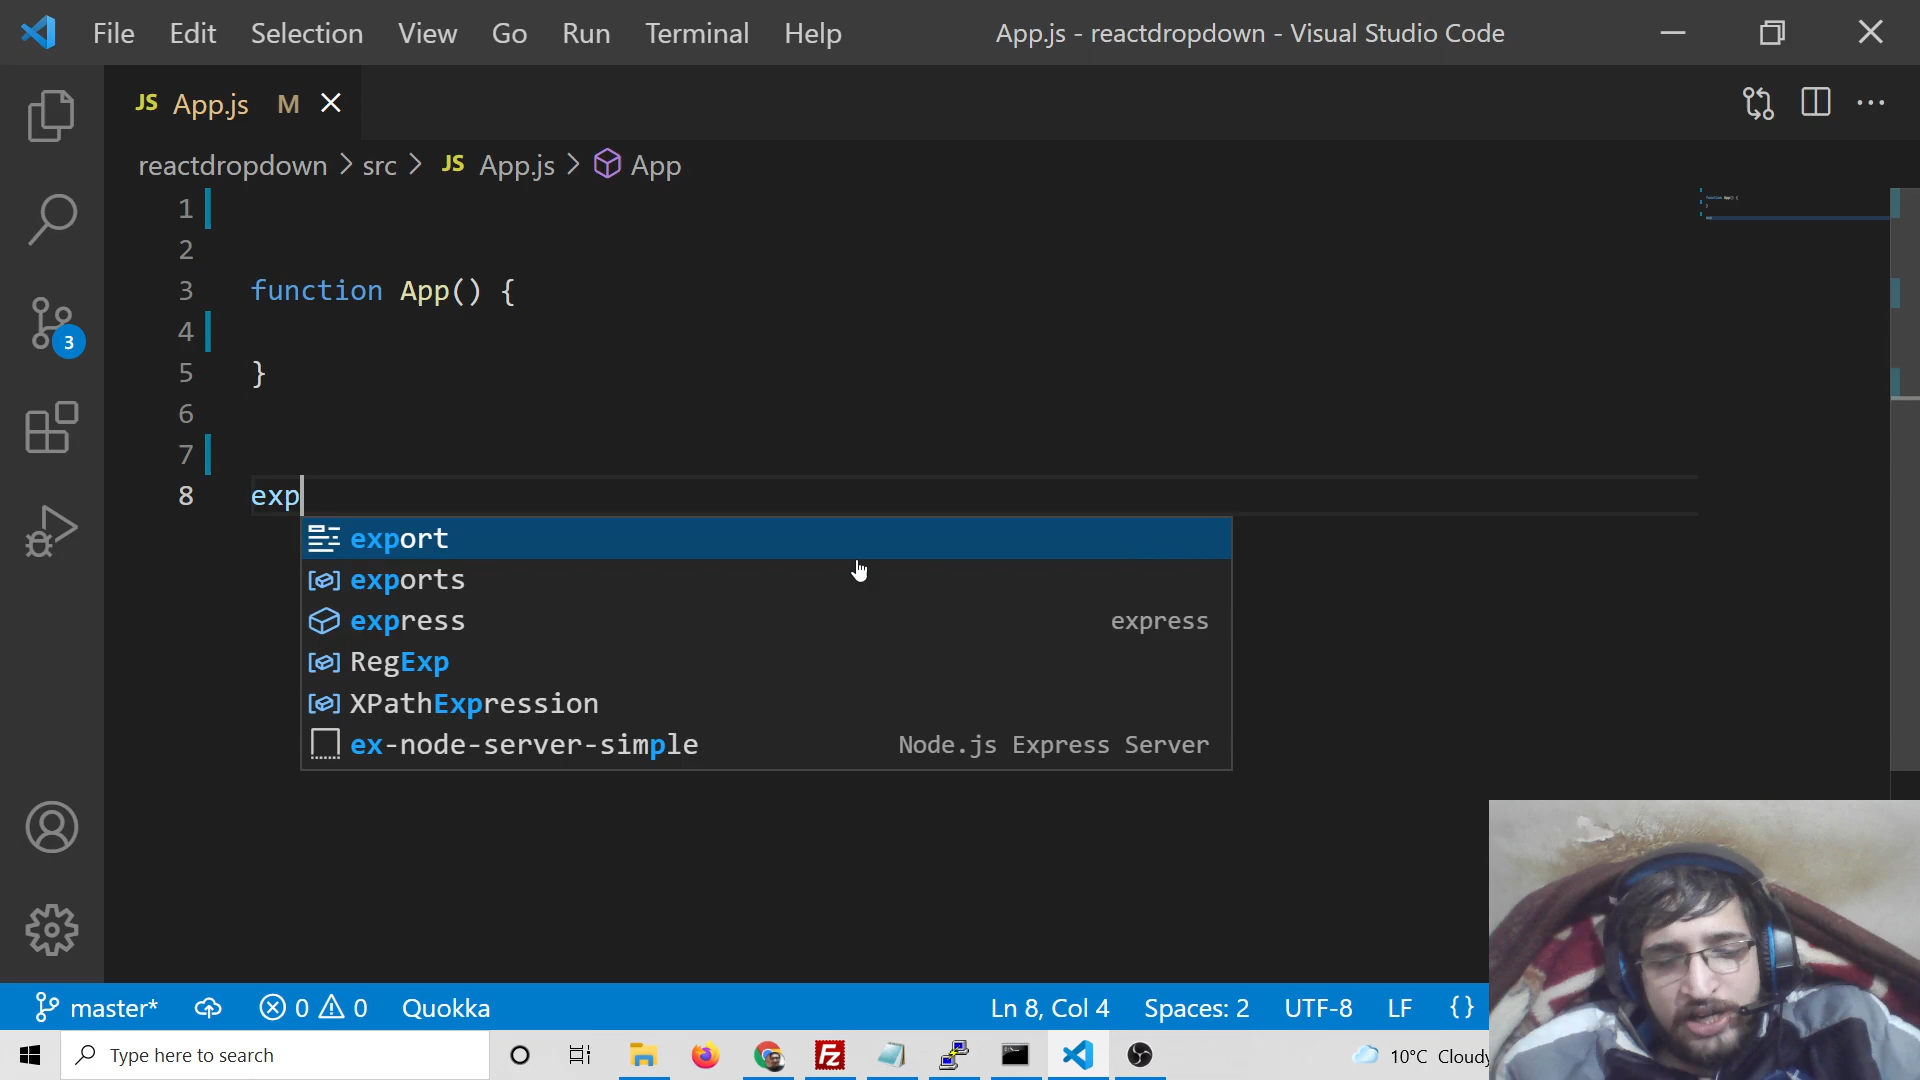 File Edit Selection View Go Run Terminal Help App.js - reactdropdown - Visual Studio Code
JS App.js M
reactdropdown > src > JS App.js > App
1
2
3 function App() {
4
5 }
6
7
8 exp
export
exports
express express
RegExp
XPathExpression
ex-node-server-simple Node.js Express Server
3
master* 0 0 Quokka Ln 8, Col 4 Spaces: 2 UTF-8 LF {}
Type here to search 10°C Cloudy